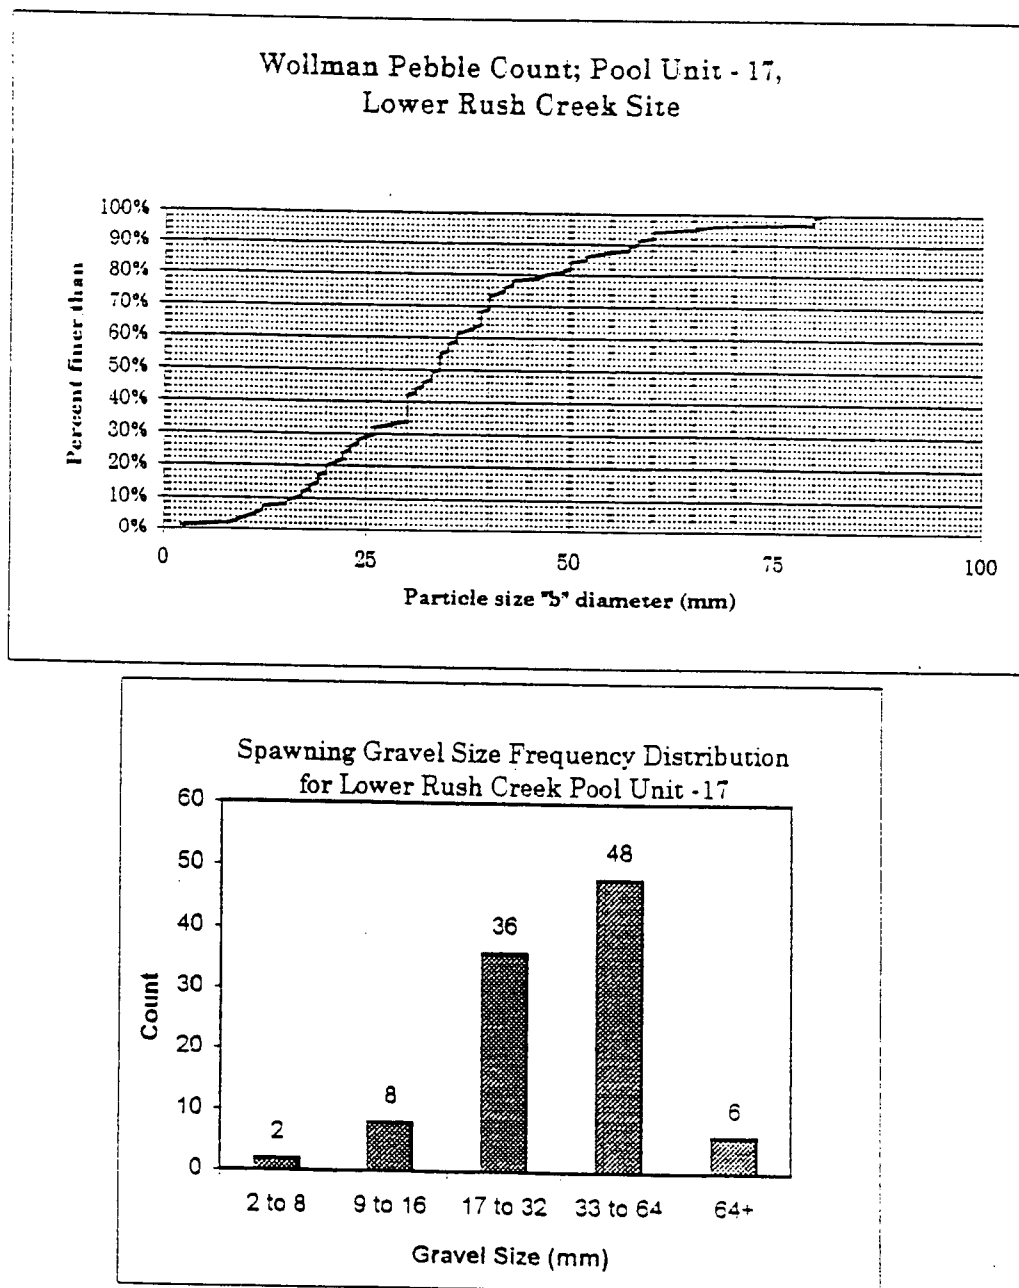 Wollman Pebble Count; Pool Unit - 17,
Lower Rush Creek Site
100%
90%
80%
70%
60%
50%
40%
30%
20%
10%
0%
Percent finer than
0 25 50 75 100
Particle size "b" diameter (mm)
Spawning Gravel Size Frequency Distribution
for Lower Rush Creek Pool Unit -17
60
50
40
30
20
10
0
Count
2
8
36
48
6
2 to 8 9 to 16 17 to 32 33 to 64 64+
Gravel Size (mm)